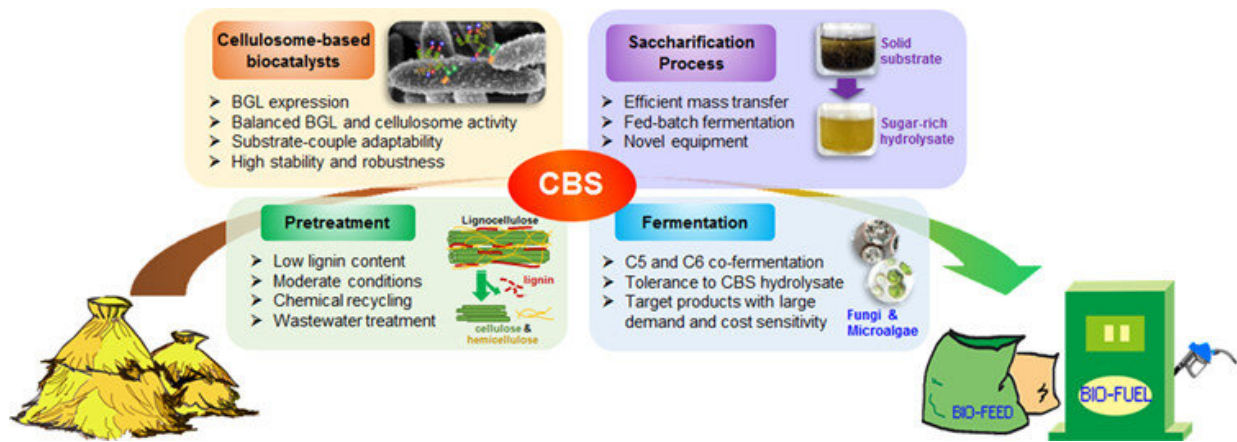 Cellulosome-based
biocatalysts
➤ BGL expression
➤ Balanced BGL and cellulosome activity
➤ Substrate-couple adaptability
➤ High stability and robustness
Saccharification
Process
➤ Efficient mass transfer
➤ Fed-batch fermentation
➤ Novel equipment
Solid
substrate
Sugar-rich
hydrolysate
CBS
Pretreatment
➤ Low lignin content
➤ Moderate conditions
➤ Chemical recycling
➤ Wastewater treatment
Lignocellulose
lignin
cellulose &
hemicellulose
Fermentation
➤ C5 and C6 co-fermentation
➤ Tolerance to CBS hydrolysate
➤ Target products with large
demand and cost sensitivity
Fungi &
Microalgae
BIO-FEED
BIO-FUEL